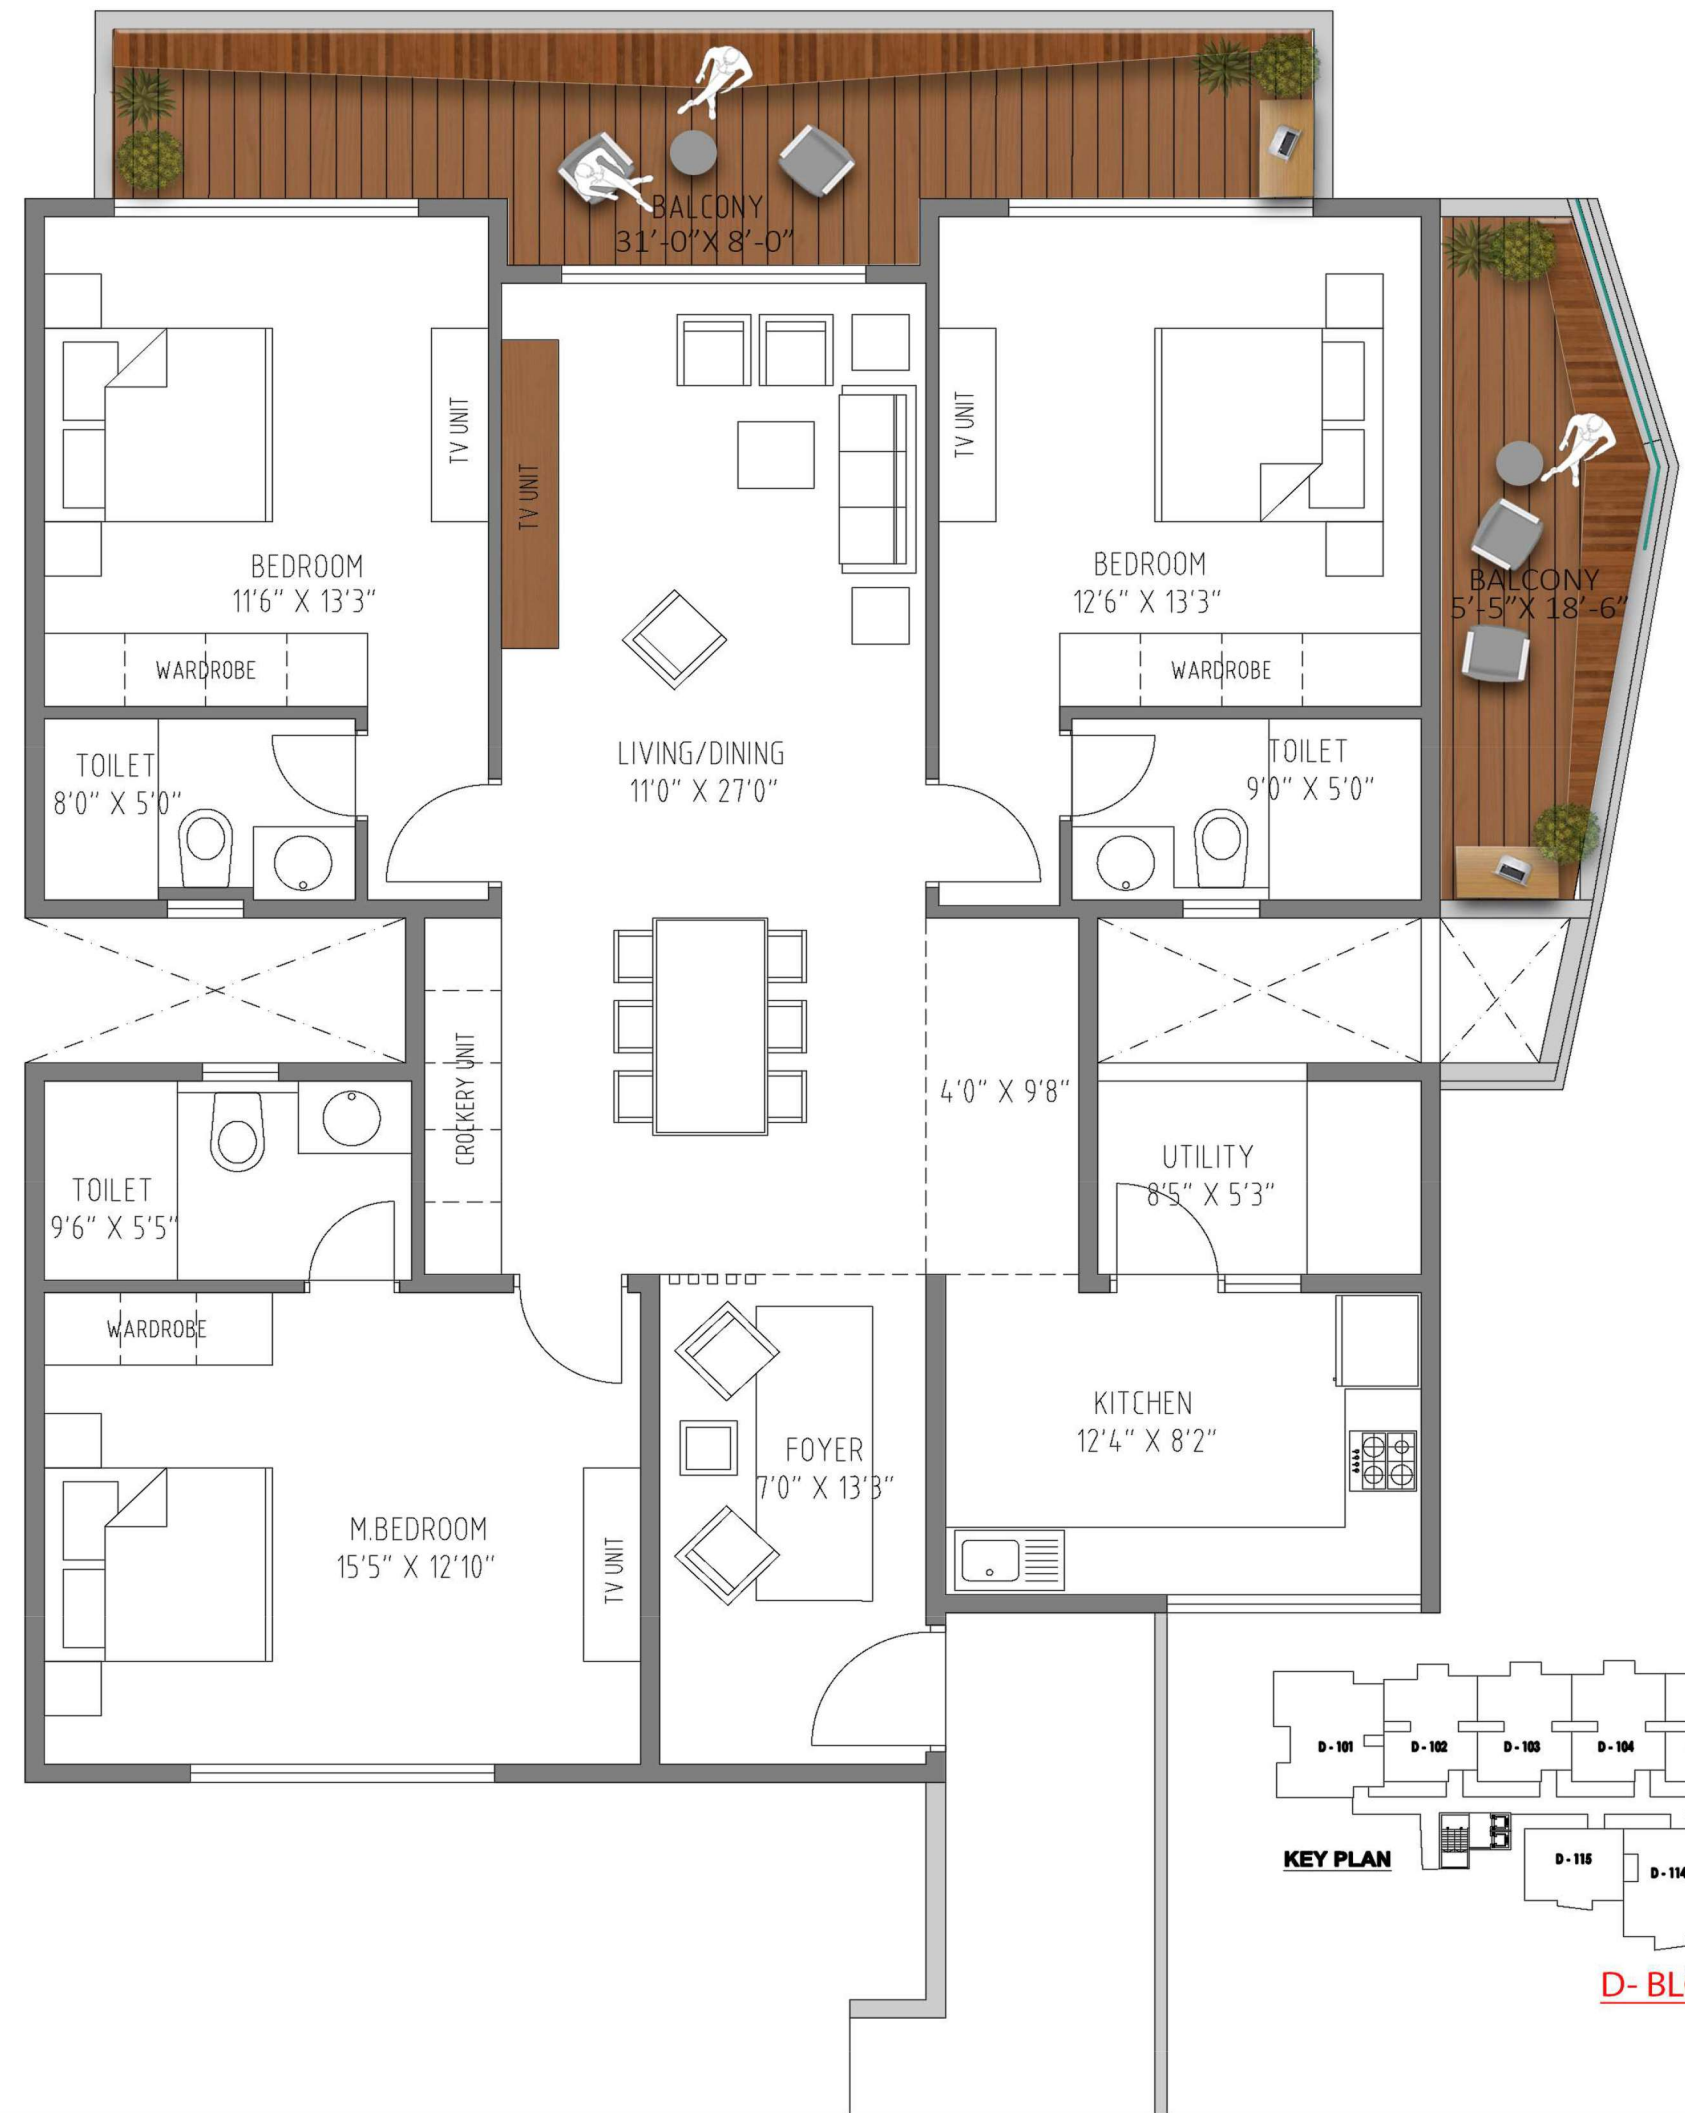 BALCONY
31'-0"X 8'-0"
TV UNIT
TV UNIT
TV UNIT
BEDROOM
11'6" X 13'3"
BEDROOM
12'6" X 13'3"
BALCONY
5'-5"X 18'-6"
WARDROBE
WARDROBE
TOILET
8'0" X 5'0"
LIVING/DINING
11'0" X 27'0"
TOILET
9'0" X 5'0"
CROCKERY UNIT
4'0" X 9'8"
TOILET
9'6" X 5'5"
UTILITY
8'5" X 5'3"
WARDROBE
KITCHEN
12'4" X 8'2"
FOYER
7'0" X 13'3"
M.BEDROOM
15'5" X 12'10"
TV UNIT
D - 101
D - 102
D - 103
D - 104
KEY PLAN
D - 115
D - 114
D- BL